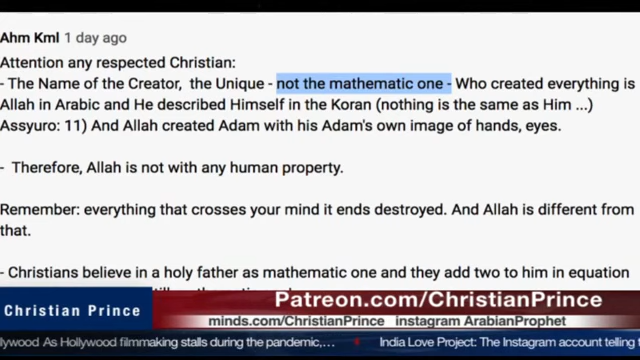 Ahm Kml 1 day ago
Attention any respected Christian:
- The Name of the Creator, the Unique - not the mathematic one - Who created everything is
Allah in Arabic and He described Himself in the Koran (nothing is the same as Him ...)
Assyuro: 11) And Allah created Adam with his Adam's own image of hands, eyes.
- Therefore, Allah is not with any human property.
Remember: everything that crosses your mind it ends destroyed. And Allah is different from
that.
- Christians believe in a holy father as mathematic one and they add two to him in equation
Christian Prince
Patreon.com/ChristianPrince
minds.com/ChristianPrince instagram ArabianProphet
llywood As Hollywood filmmaking stalls during the pandemic,... India Love Project: The Instagram account telling